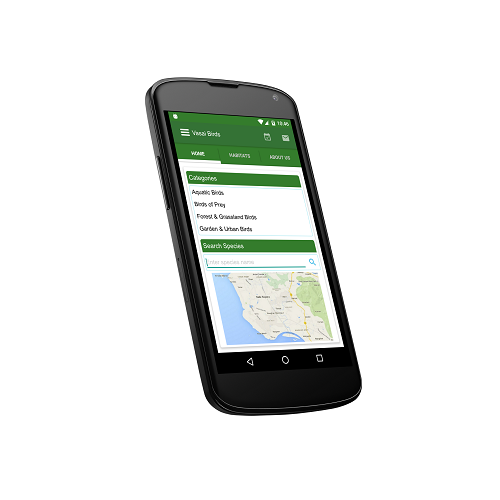 10:46
Vasai Birds
HOME HABITATS ABOUT US
Categories
Aquatic Birds
Birds of Prey
Forest & Grassland Birds
Garden & Urban Birds
Search Species
Enter species name